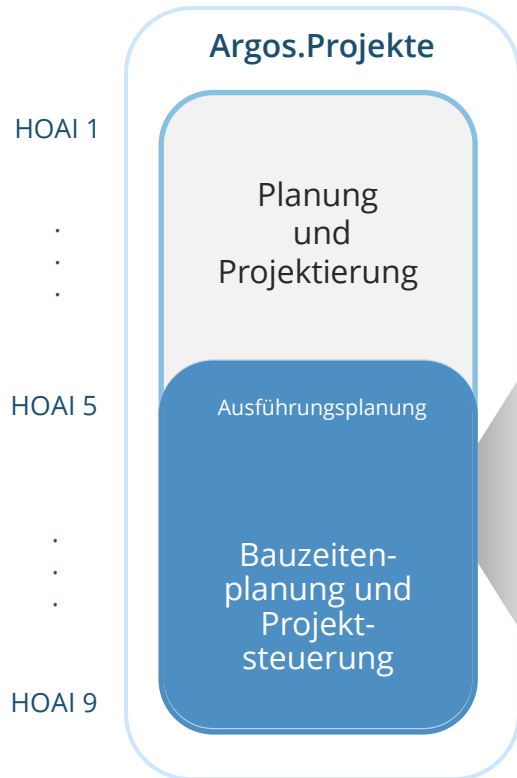 Argos.Projekte
HOAI 1
Planung
und
Projektierung
.
.
.
HOAI 5
Ausführungsplanung
.
.
.
Bauzeiten-
planung und
Projekt-
steuerung
HOAI 9